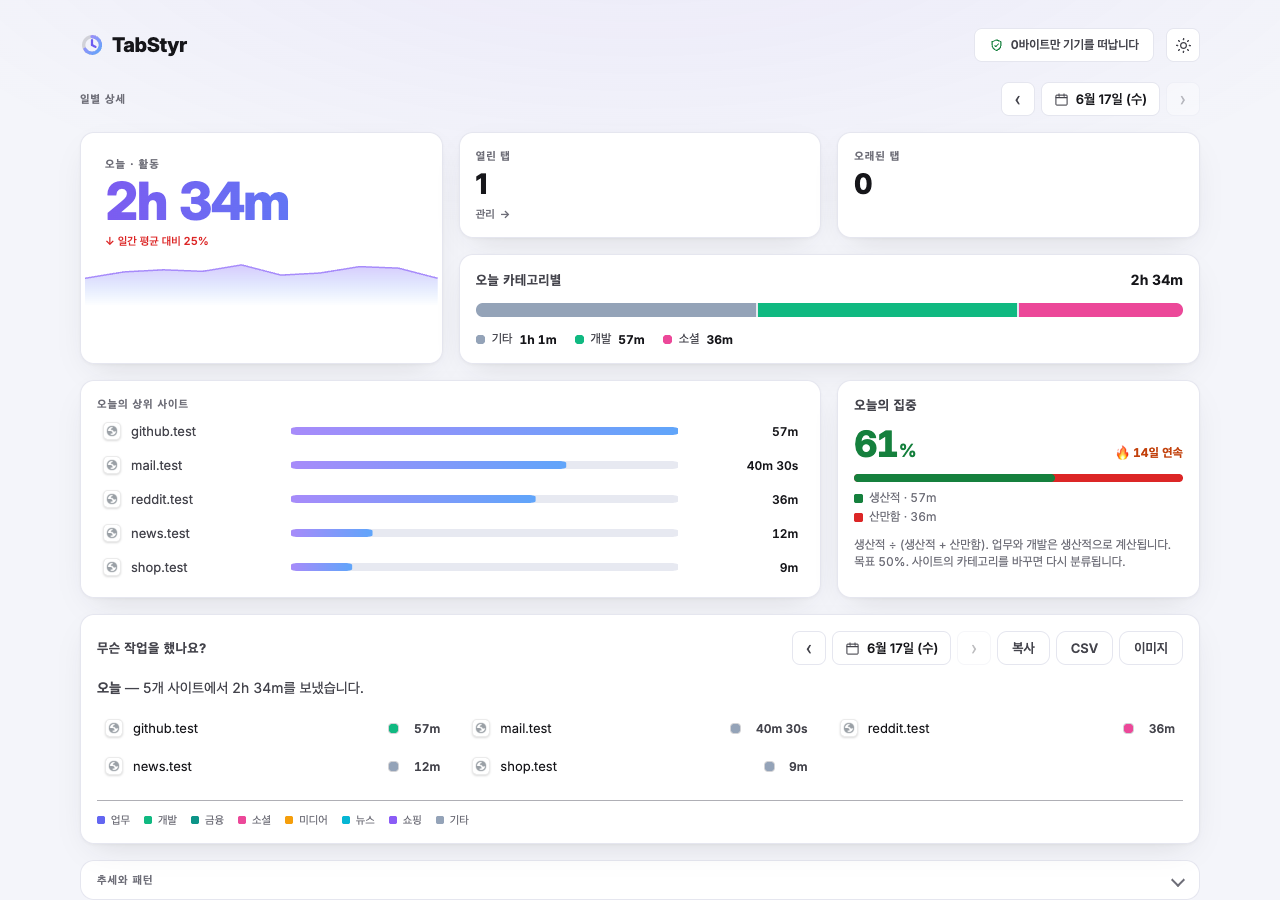 TabStyr
0바이트만 기기를 떠납니다
일별 상세
‹
6월 17일 (수)
›
오늘 · 활동
2h 34m
↓ 일간 평균 대비 25%
열린 탭
1
관리 →
오래된 탭
0
오늘 카테고리별
2h 34m
기타 1h 1m
개발 57m
소셜 36m
오늘의 상위 사이트
github.test
57m
mail.test
40m 30s
reddit.test
36m
news.test
12m
shop.test
9m
오늘의 집중
61%
🔥 14일 연속
생산적 · 57m
산만함 · 36m
생산적 ÷ (생산적 + 산만함). 업무와 개발은 생산적으로 계산됩니다.
목표 50%. 사이트의 카테고리를 바꾸면 다시 분류됩니다.
무슨 작업을 했나요?
‹
6월 17일 (수)
›
복사
CSV
이미지
오늘 — 5개 사이트에서 2h 34m를 보냈습니다.
github.test 57m
mail.test 40m 30s
reddit.test 36m
news.test 12m
shop.test 9m
업무 개발 금융 소셜 미디어 뉴스 쇼핑 기타
추세와 패턴